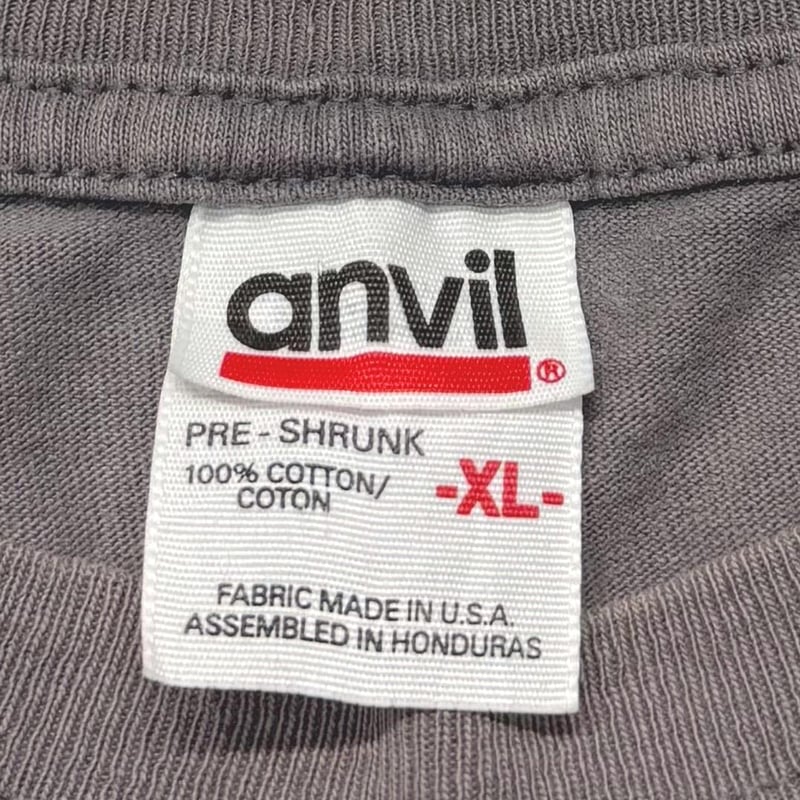 anvil®
PRE - SHRUNK
100% COTTON/
COTON
-XL-
FABRIC MADE IN U.S.A.
ASSEMBLED IN HONDURAS